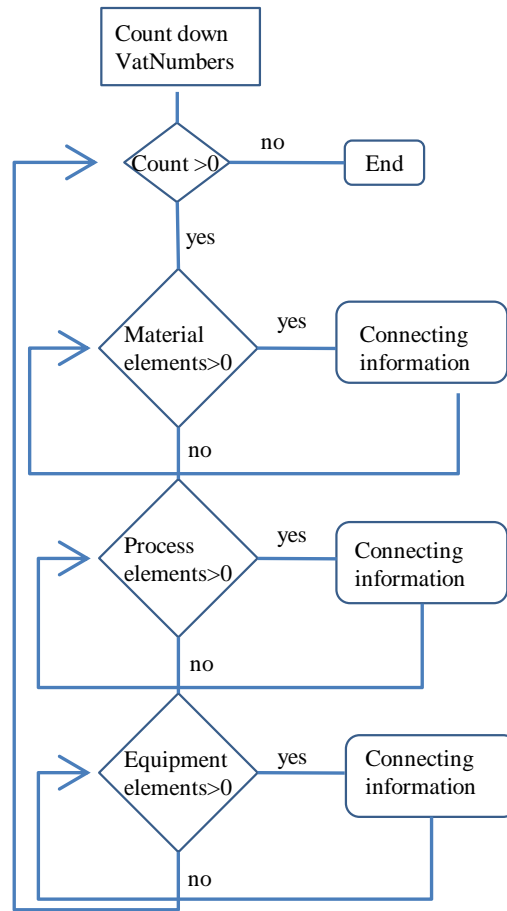 Count down
VatNumbers
Count >0
no
End
yes
Material
elements>0
yes
Connecting
information
no
Process
elements>0
yes
Connecting
information
no
Equipment
elements>0
yes
Connecting
information
no